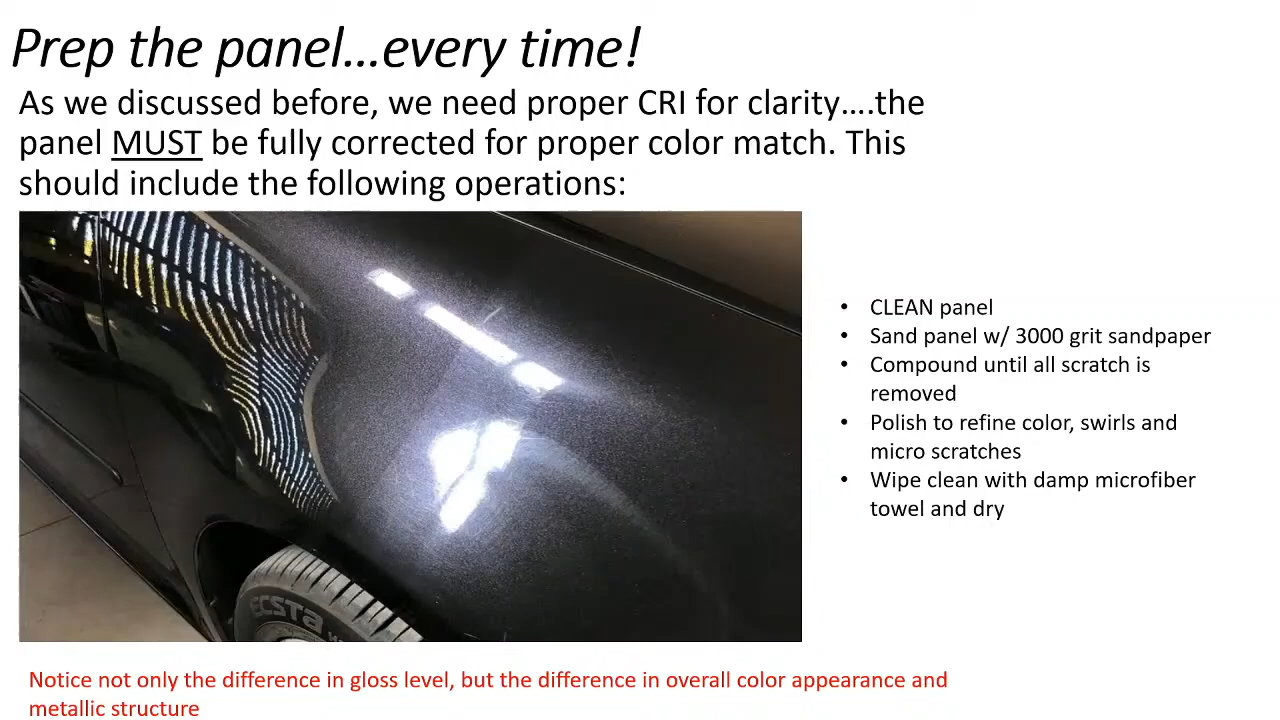 Prep the panel...every time!
As we discussed before, we need proper CRI for clarity....the
panel MUST be fully corrected for proper color match. This
should include the following operations:
• CLEAN panel
• Sand panel w/ 3000 grit sandpaper
• Compound until all scratch is
removed
• Polish to refine color, swirls and
micro scratches
• Wipe clean with damp microfiber
towel and dry
ECSTA
Notice not only the difference in gloss level, but the difference in overall color appearance and
metallic structure